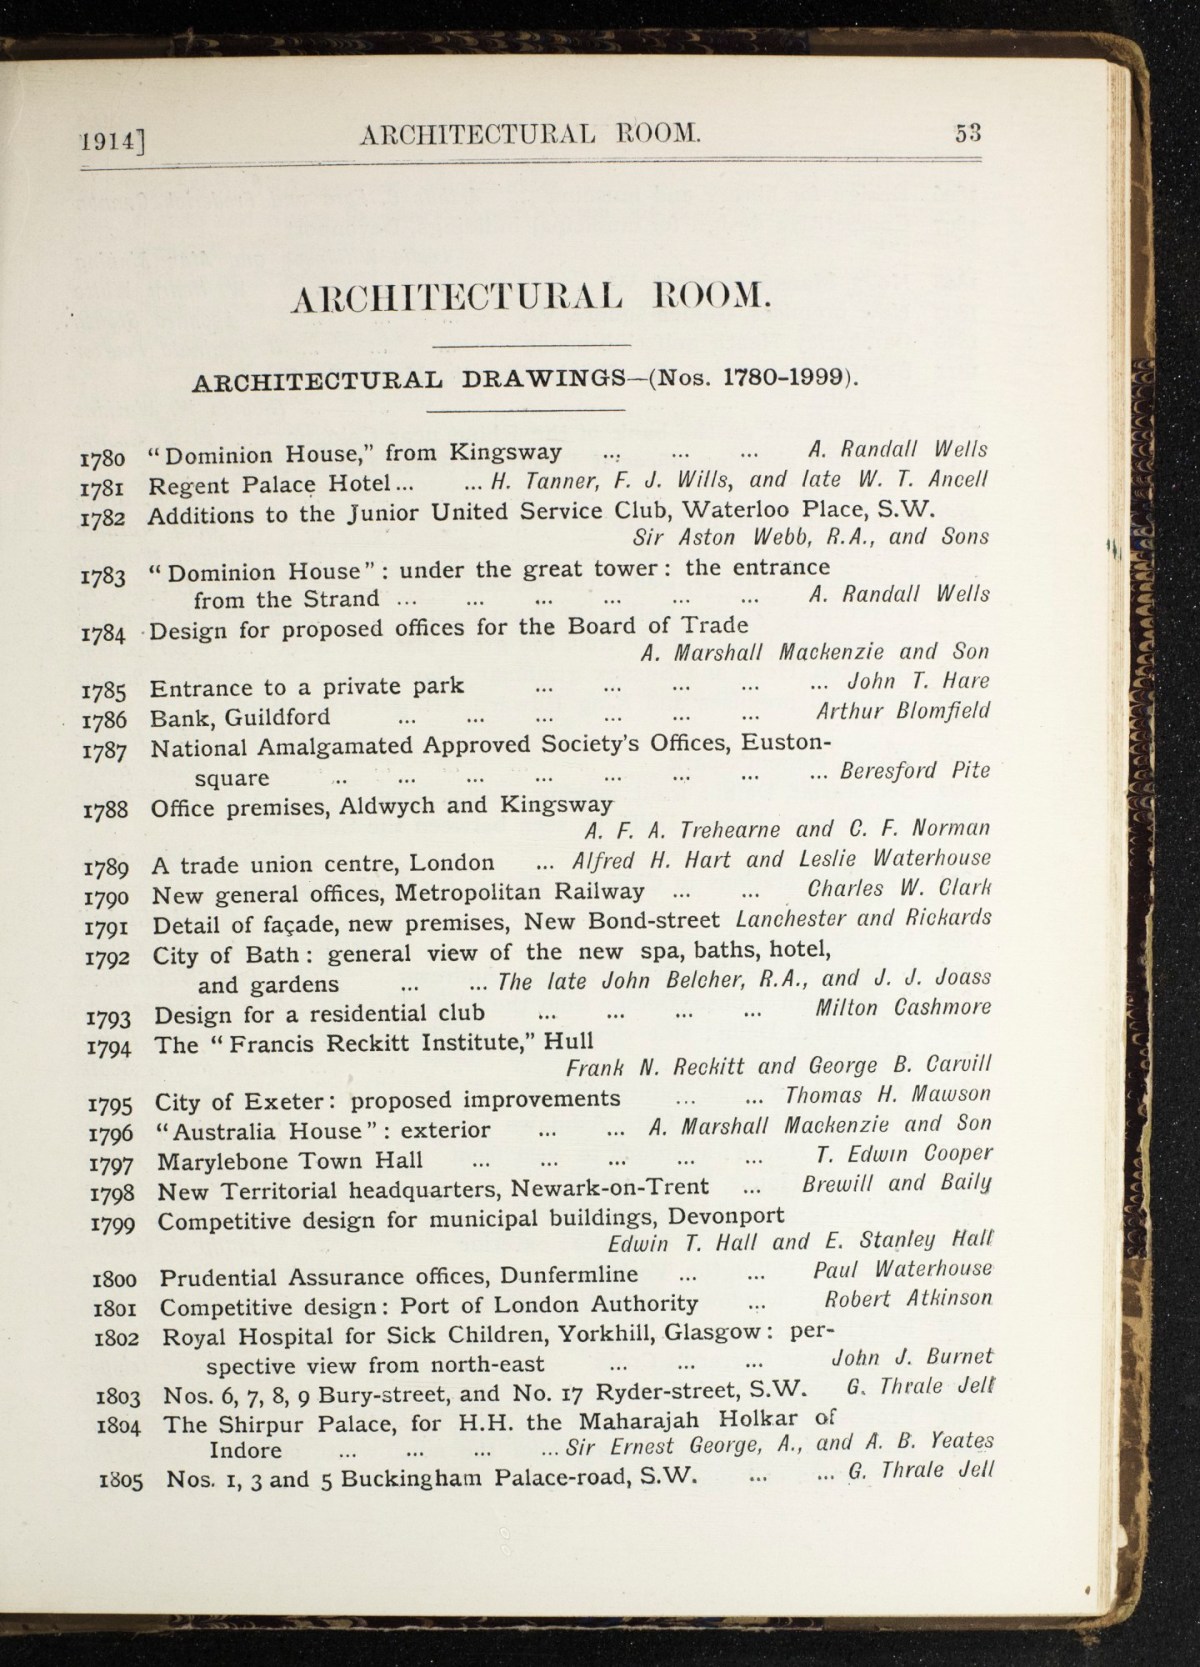 1914] ARCHITECTURAL ROOM. 53
ARCHITECTURAL ROOM.
ARCHITECTURAL DRAWINGS—(Nos. 1780-1999).
1780 “Dominion House,” from Kingsway ... ... ... A. Randall Wells
1781 Regent Palace Hotel... ... H. Tanner, F. J. Wills, and late W. T. Ancell
1782 Additions to the Junior United Service Club, Waterloo Place, S.W.
Sir Aston Webb, R.A., and Sons
1783 “Dominion House”: under the great tower: the entrance
from the Strand ... ... ... ... ... ... A. Randall Wells
1784 Design for proposed offices for the Board of Trade
A. Marshall Mackenzie and Son
1785 Entrance to a private park ... ... ... ... ... John T. Hare
1786 Bank, Guildford ... ... ... ... ... ... Arthur Blomfield
1787 National Amalgamated Approved Society's Offices, Euston-
square ... ... ... ... ... ... ... ... Beresford Pite
1788 Office premises, Aldwych and Kingsway
A. F. A. Trehearne and C. F. Norman
1789 A trade union centre, London ... Alfred H. Hart and Leslie Waterhouse
1790 New general offices, Metropolitan Railway ... ... Charles W. Clark
1791 Detail of façade, new premises, New Bond-street Lanchester and Rickards
1792 City of Bath: general view of the new spa, baths, hotel,
and gardens ... ... The late John Belcher, R.A., and J. J. Joass
1793 Design for a residential club ... ... ... ... Milton Cashmore
1794 The “Francis Reckitt Institute,” Hull
Frank N. Reckitt and George B. Carvill
1795 City of Exeter: proposed improvements ... ... Thomas H. Mawson
1796 “Australia House”: exterior ... ... A. Marshall Mackenzie and Son
1797 Marylebone Town Hall ... ... ... ... ... T. Edwin Cooper
1798 New Territorial headquarters, Newark-on-Trent ... Brewill and Baily
1799 Competitive design for municipal buildings, Devonport
Edwin T. Hall and E. Stanley Hall
1800 Prudential Assurance offices, Dunfermline ... ... Paul Waterhouse
1801 Competitive design: Port of London Authority ... Robert Atkinson
1802 Royal Hospital for Sick Children, Yorkhill, Glasgow: per-
spective view from north-east ... ... ... John J. Burnet
1803 Nos. 6, 7, 8, 9 Bury-street, and No. 17 Ryder-street, S.W. G. Thrale Jell
1804 The Shirpur Palace, for H.H. the Maharajah Holkar of
Indore ... ... ... ... Sir Ernest George, A., and A. B. Yeates
1805 Nos. 1, 3 and 5 Buckingham Palace-road, S.W. ... ... G. Thrale Jell